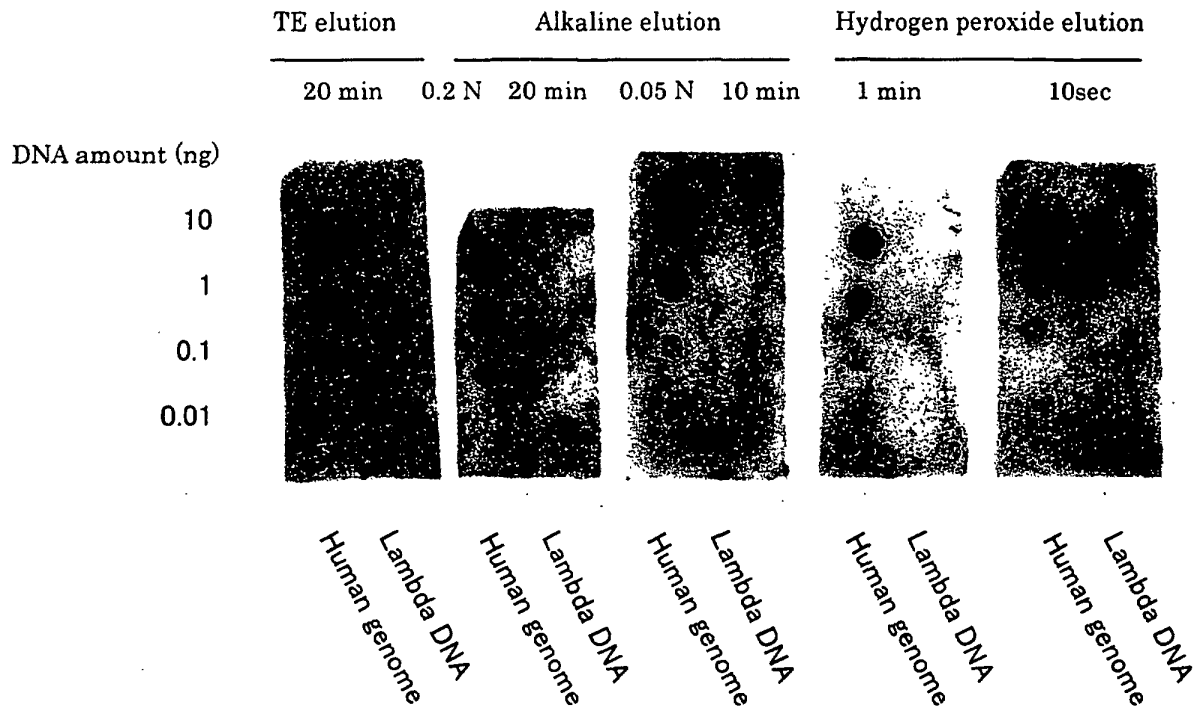 TE elution Alkaline elution Hydrogen peroxide elution
20 min 0.2 N 20 min 0.05 N 10 min 1 min 10sec
DNA amount (ng)
10
1
0.1
0.01
Human genome Lambda DNA Human genome Lambda DNA Human genome Lambda DNA Human genome Lambda DNA Human genome Lambda DNA